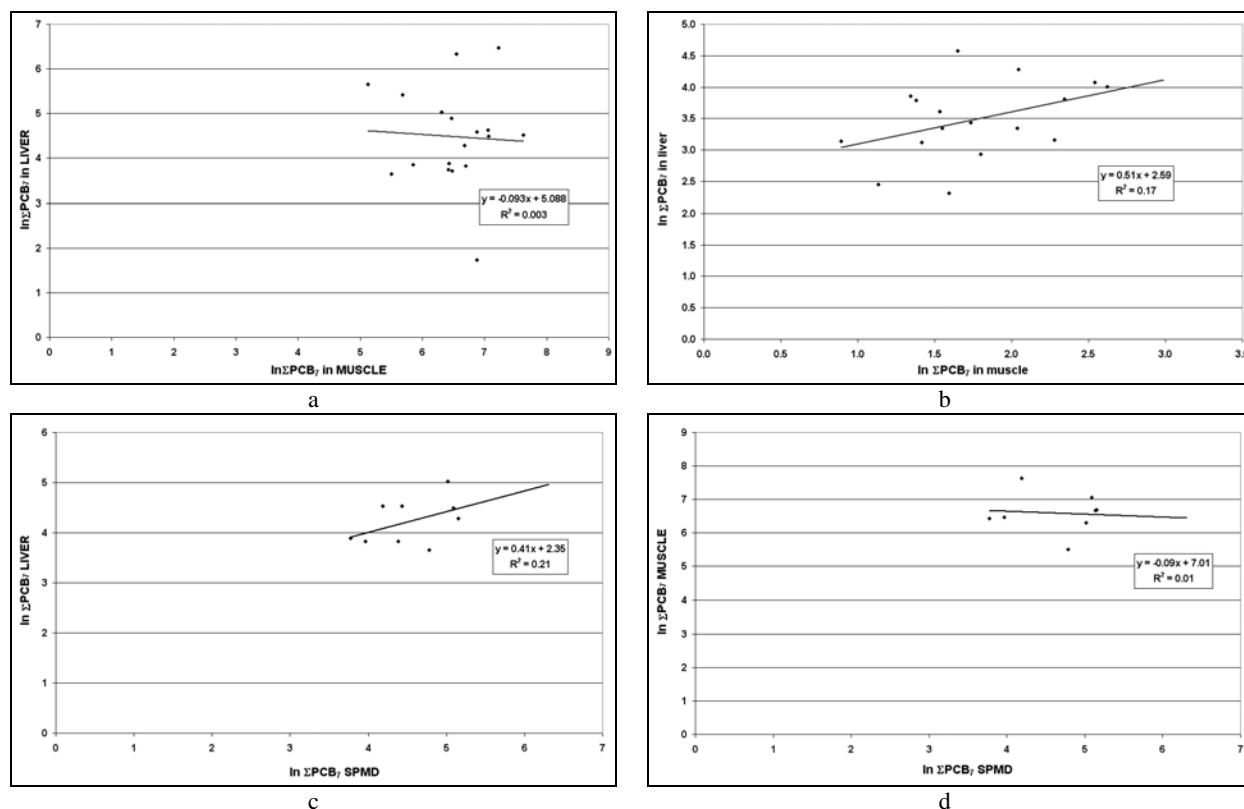 7
6
5
4
3
2
1
0
lnΣPCB₇ in LIVER
y = -0.093x + 5.088
R² = 0.003
0 1 2 3 4 5 6 7 8 9
lnΣPCB₇ in MUSCLE
a
5.0
4.5
4.0
3.5
3.0
2.5
2.0
1.5
1.0
0.5
0.0
ln ΣPCB₇ in liver
y = 0.51x + 2.59
R² = 0.17
0.0 0.5 1.0 1.5 2.0 2.5 3.0 3.5
ln ΣPCB₇ in muscle
b
6
5
4
3
2
1
0
ln ΣPCB₇ LIVER
y = 0.41x + 2.35
R² = 0.21
0 1 2 3 4 5 6 7
ln ΣPCB₇ SPMD
c
9
8
7
6
5
4
3
2
1
0
ln ΣPCB₇ MUSCLE
y = -0.09x + 7.01
R² = 0.01
0 1 2 3 4 5 6 7
ln ΣPCB₇ SPMD
d